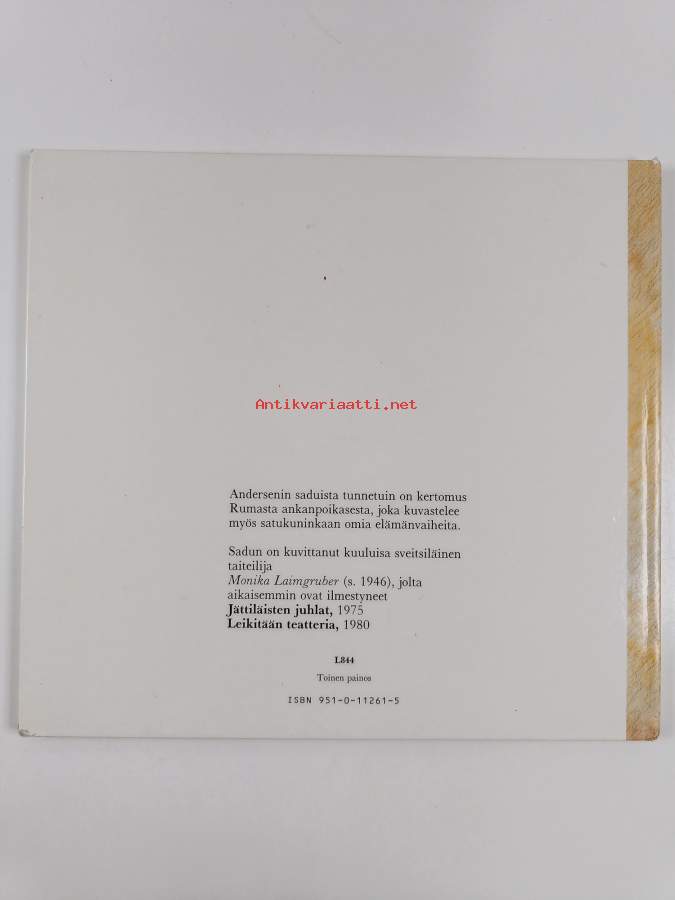 Antikvariaatti.net
Andersenin saduista tunnetuin on kertomus
Rumasta ankanpoikasesta, joka kuvastelee
myös satukuninkaan omia elämänvaiheita.
Sadun on kuvittanut kuuluisa sveitsiläinen
taiteilija
Monika Laimgruber (s. 1946), jolta
aikaisemmin ovat ilmestyneet
Jättiläisten juhlat, 1975
Leikitään teatteria, 1980
L844
Toinen painos
ISBN 951-0-11261-5